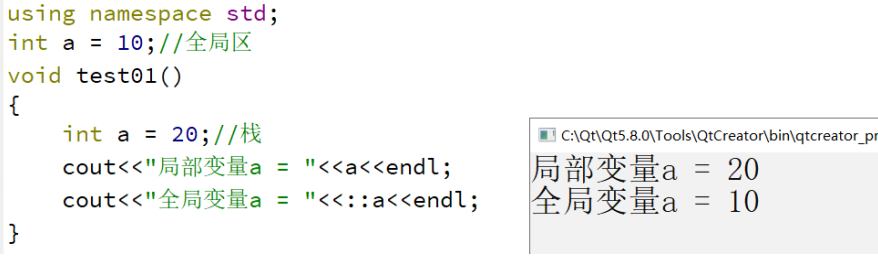 using namespace std;
int a = 10;//全局区
void test01()
{
    int a = 20;//栈
    cout<<"局部变量a = "<<a<<endl;
    cout<<"全局变量a = "<<::a<<endl;
}
C:\Qt\Qt5.8.0\Tools\QtCreator\bin\qtcreator_pr
局部变量a = 20
全局变量a = 10